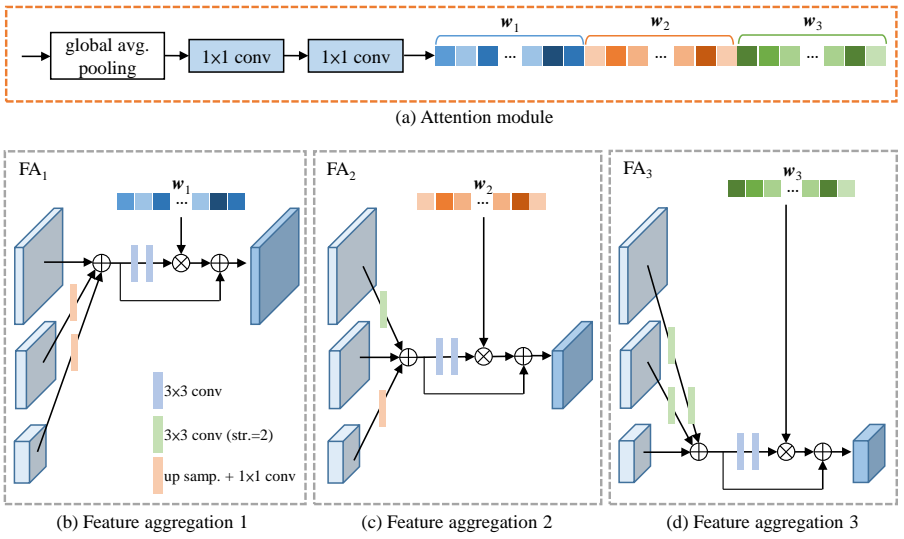 w₁ w₂ w₃
global avg.
pooling
1×1 conv
1×1 conv
... ... ...
(a) Attention module
FA₁
w₁
...
3×3 conv
3×3 conv (str.=2)
up samp. + 1×1 conv
(b) Feature aggregation 1
FA₂
w₂
...
(c) Feature aggregation 2
FA₃
w₃
...
(d) Feature aggregation 3